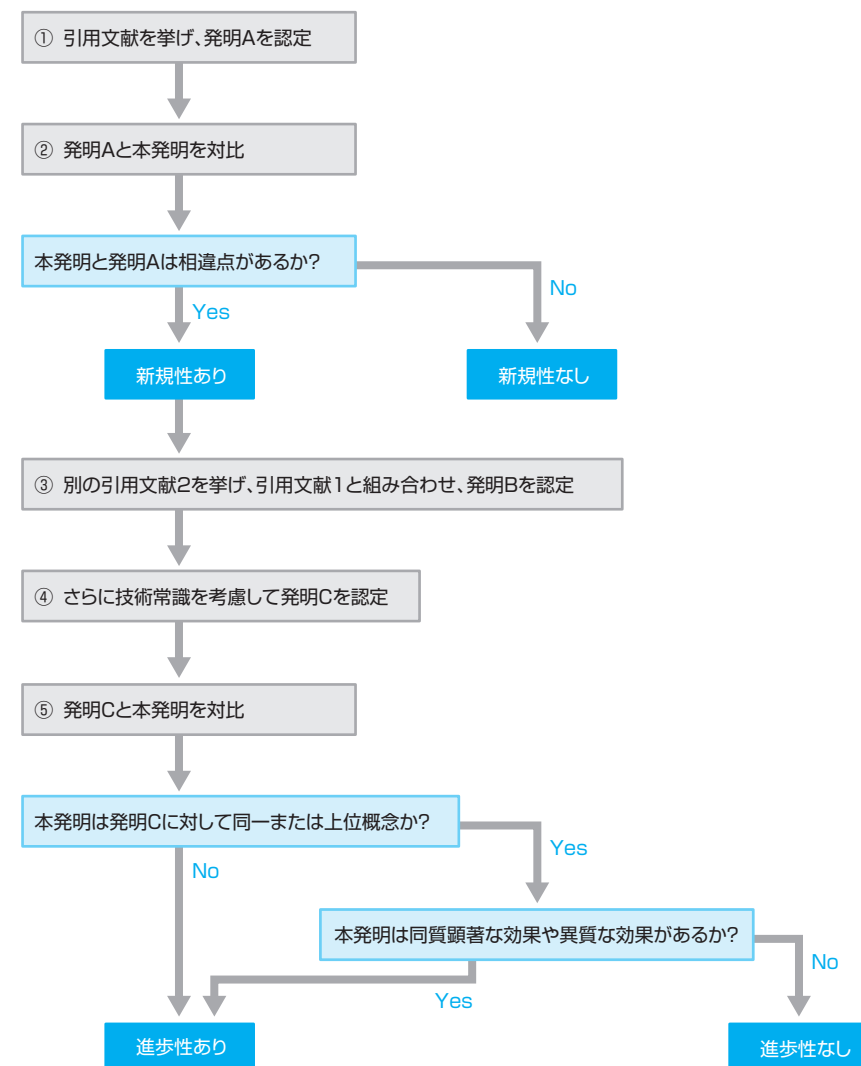 ① 引用文献を挙げ、発明Aを認定
② 発明Aと本発明を対比
本発明と発明Aは相違点があるか?
No
Yes
新規性あり
新規性なし
③ 別の引用文献2を挙げ、引用文献1と組み合わせ、発明Bを認定
④ さらに技術常識を考慮して発明Cを認定
⑤ 発明Cと本発明を対比
本発明は発明Cに対して同一または上位概念か?
Yes
No
本発明は同質顕著な効果や異質な効果があるか?
No
Yes
進歩性あり
進歩性なし